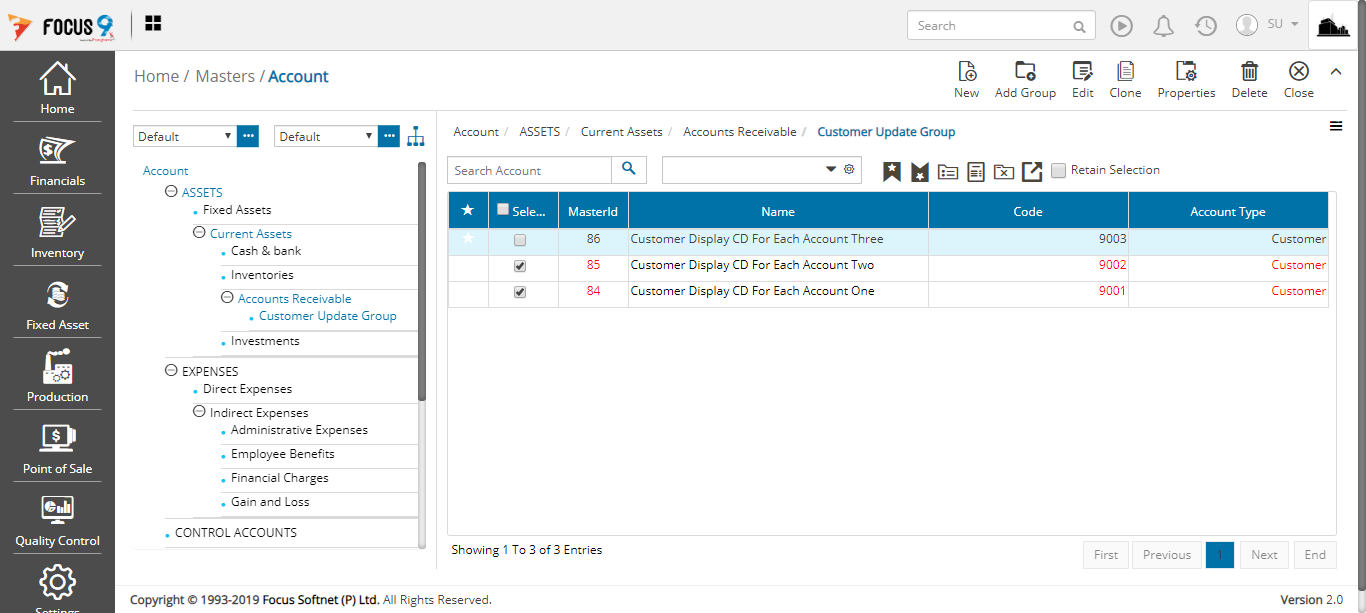 FOCUS 9
Search
SU
Home
Financials
Inventory
Fixed Asset
Production
Point of Sale
Quality Control
Settings
Home / Masters / Account
New
Add Group
Edit
Clone
Properties
Delete
Close
Default
Default
Account
ASSETS
Fixed Assets
Current Assets
Cash & bank
Inventories
Accounts Receivable
Customer Update Group
Investments
EXPENSES
Direct Expenses
Indirect Expenses
Administrative Expenses
Employee Benefits
Financial Charges
Gain and Loss
CONTROL ACCOUNTS
Account / ASSETS / Current Assets / Accounts Receivable / Customer Update Group
Search Account
Retain Selection
Sele... MasterId Name Code Account Type
86 Customer Display CD For Each Account Three 9003 Customer
85 Customer Display CD For Each Account Two 9002 Customer
84 Customer Display CD For Each Account One 9001 Customer
Showing 1 To 3 of 3 Entries
First Previous 1 Next End
Copyright © 1993-2019 Focus Softnet (P) Ltd. All Rights Reserved.
Version 2.0